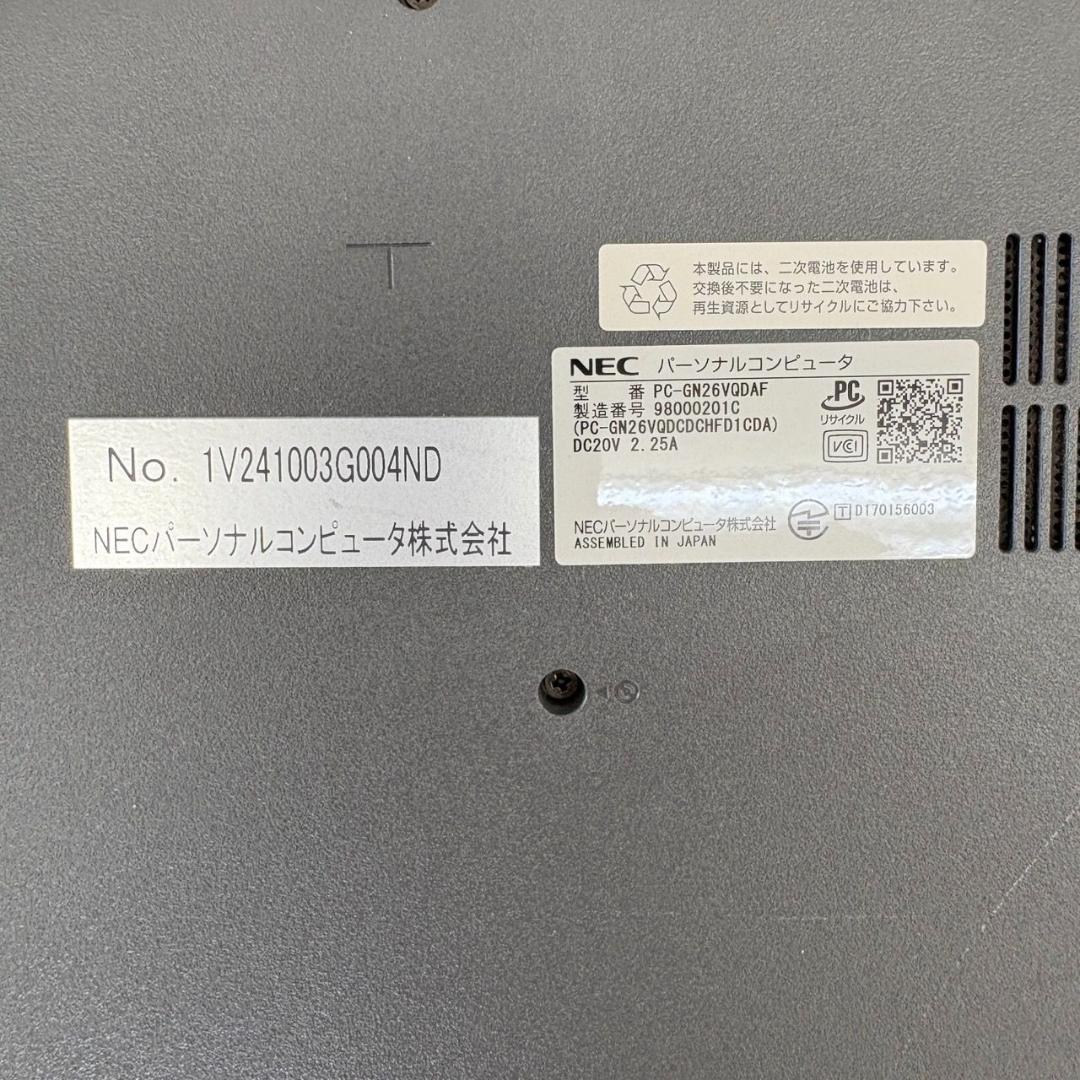 本製品には、二次電池を使用しています。
交換後不要になった二次電池は、
再生資源としてリサイクルにご協力下さい。
NEC パーソナルコンピュータ
型 番 PC-GN26VQDAF
製造番号 98000201C
(PC-GN26VQDCDCHFD1CDA)
DC20V 2.25A
PC
リサイクル
VCCI
NECパーソナルコンピュータ株式会社
ASSEMBLED IN JAPAN
T D170156003
No. 1V241003G004ND
NECパーソナルコンピュータ株式会社